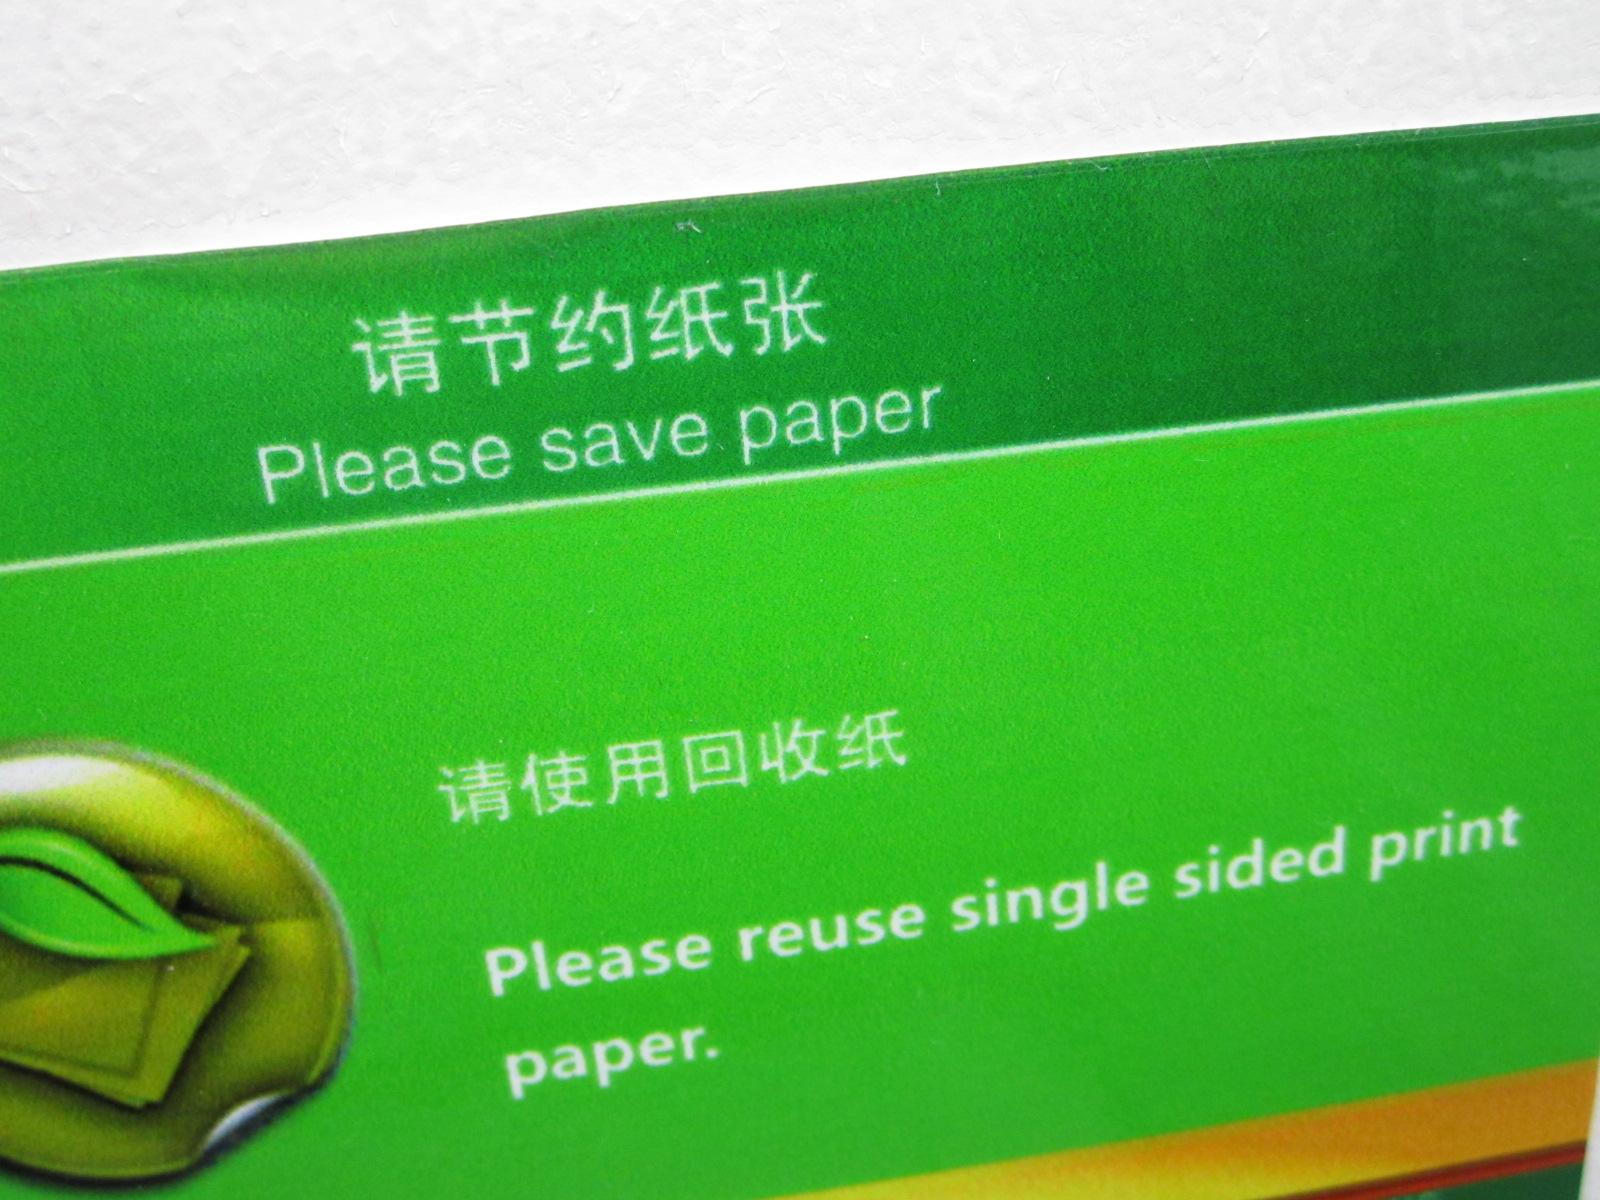 请节约纸张
Please save paper
请使用回收纸
Please reuse single sided print
paper.